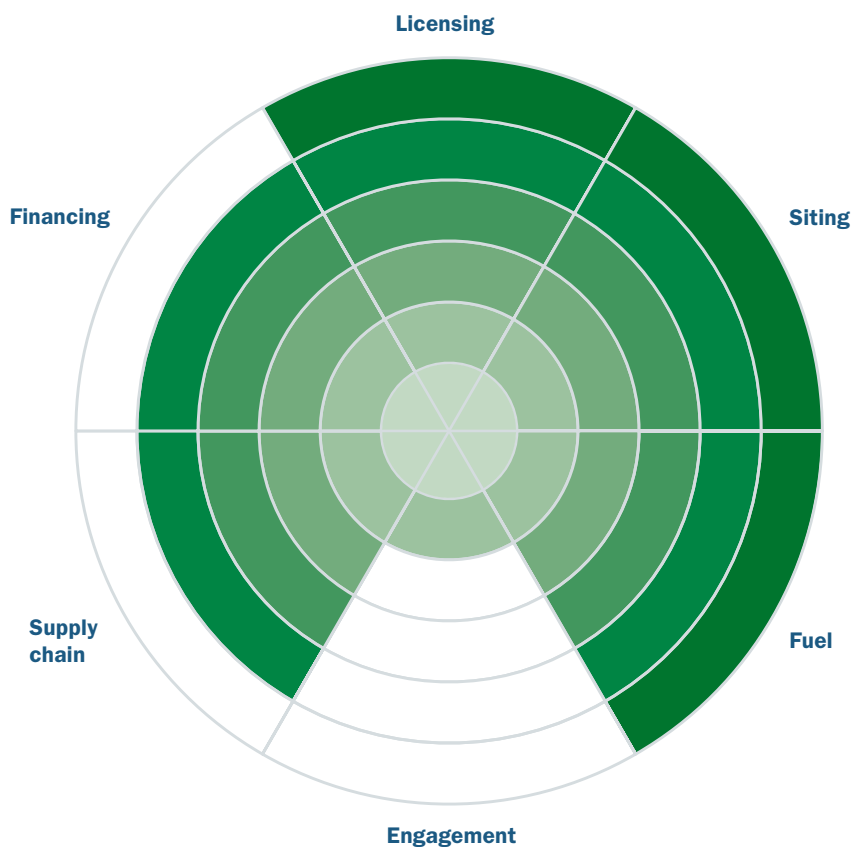 Licensing
Financing
Siting
Supply
chain
Fuel
Engagement